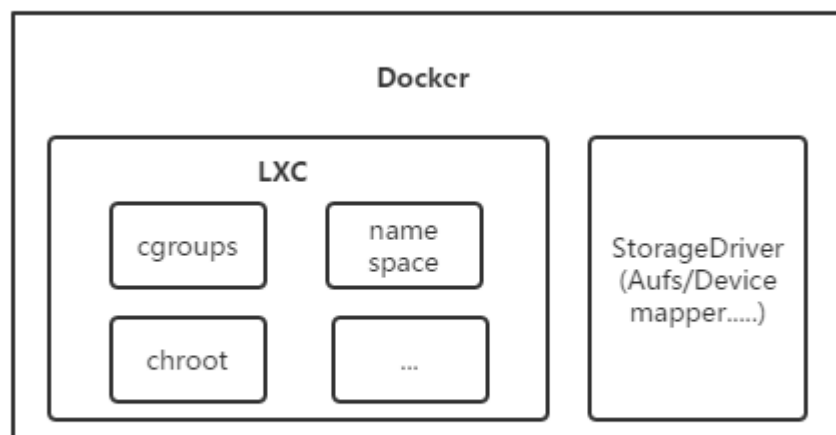 Docker
LXC
cgroups
name
space
chroot
...
StorageDriver
(Aufs/Device
mapper.....)